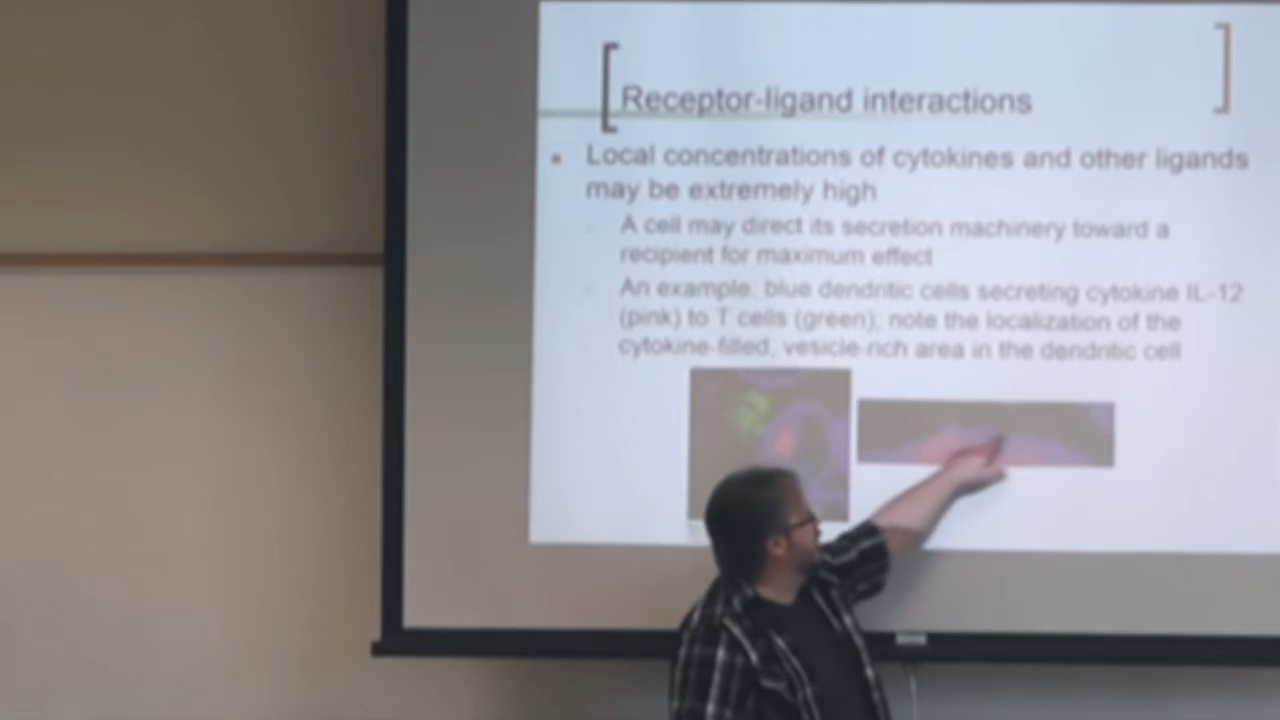 Receptor-ligand interactions
Local concentrations of cytokines and other ligands
may be extremely high
A cell may direct its secretion machinery toward a
recipient for maximum effect
An example: blue dendritic cells secreting cytokine IL-12
(pink) to T cells (green); note the localization of the
cytokine-filled, vesicle-rich area in the dendritic cell